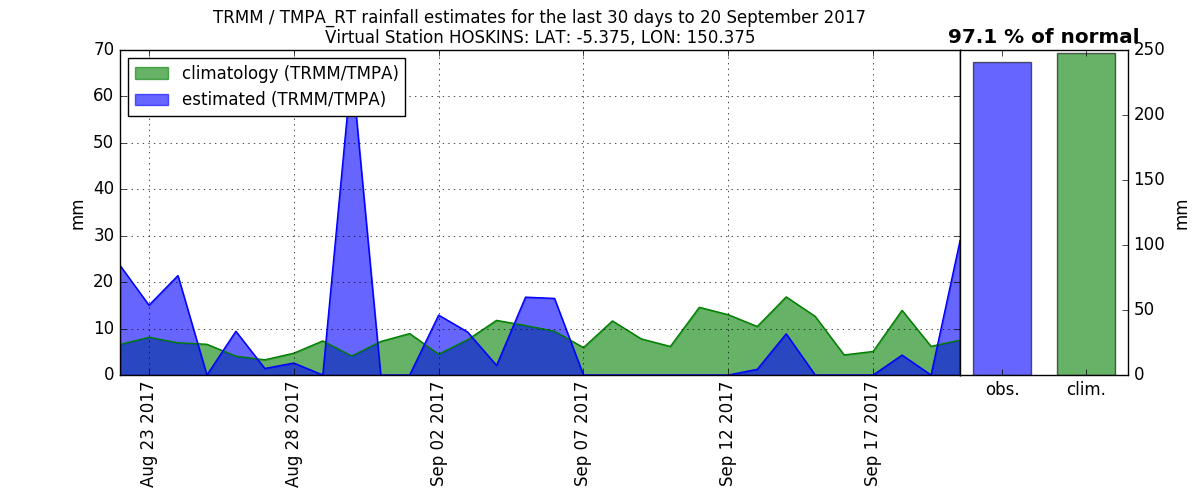 TRMM / TMPA_RT rainfall estimates for the last 30 days to 20 September 2017
Virtual Station HOSKINS: LAT: -5.375, LON: 150.375
97.1 % of normal
climatology (TRMM/TMPA)
estimated (TRMM/TMPA)
70
60
50
40
30
20
10
0
mm
Aug 23 2017
Aug 28 2017
Sep 02 2017
Sep 07 2017
Sep 12 2017
Sep 17 2017
250
200
150
100
50
0
mm
obs.
clim.